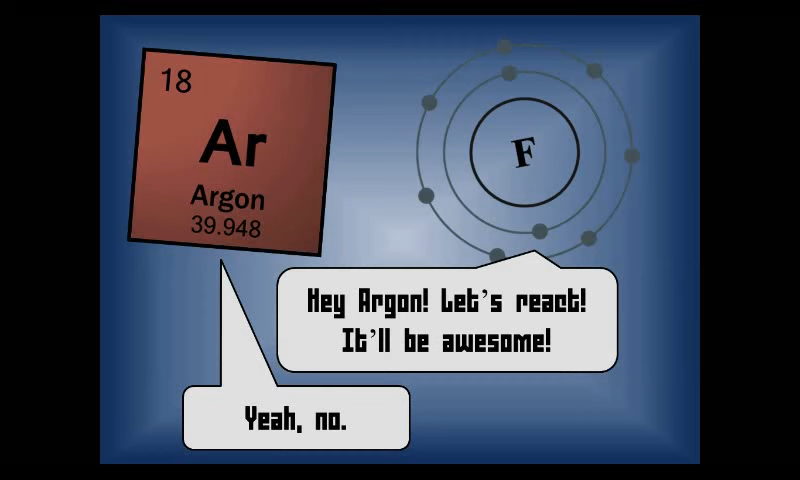 18
Ar
Argon
39.948
F
Hey Argon! Let's react!
It'll be awesome!
Yeah, no.